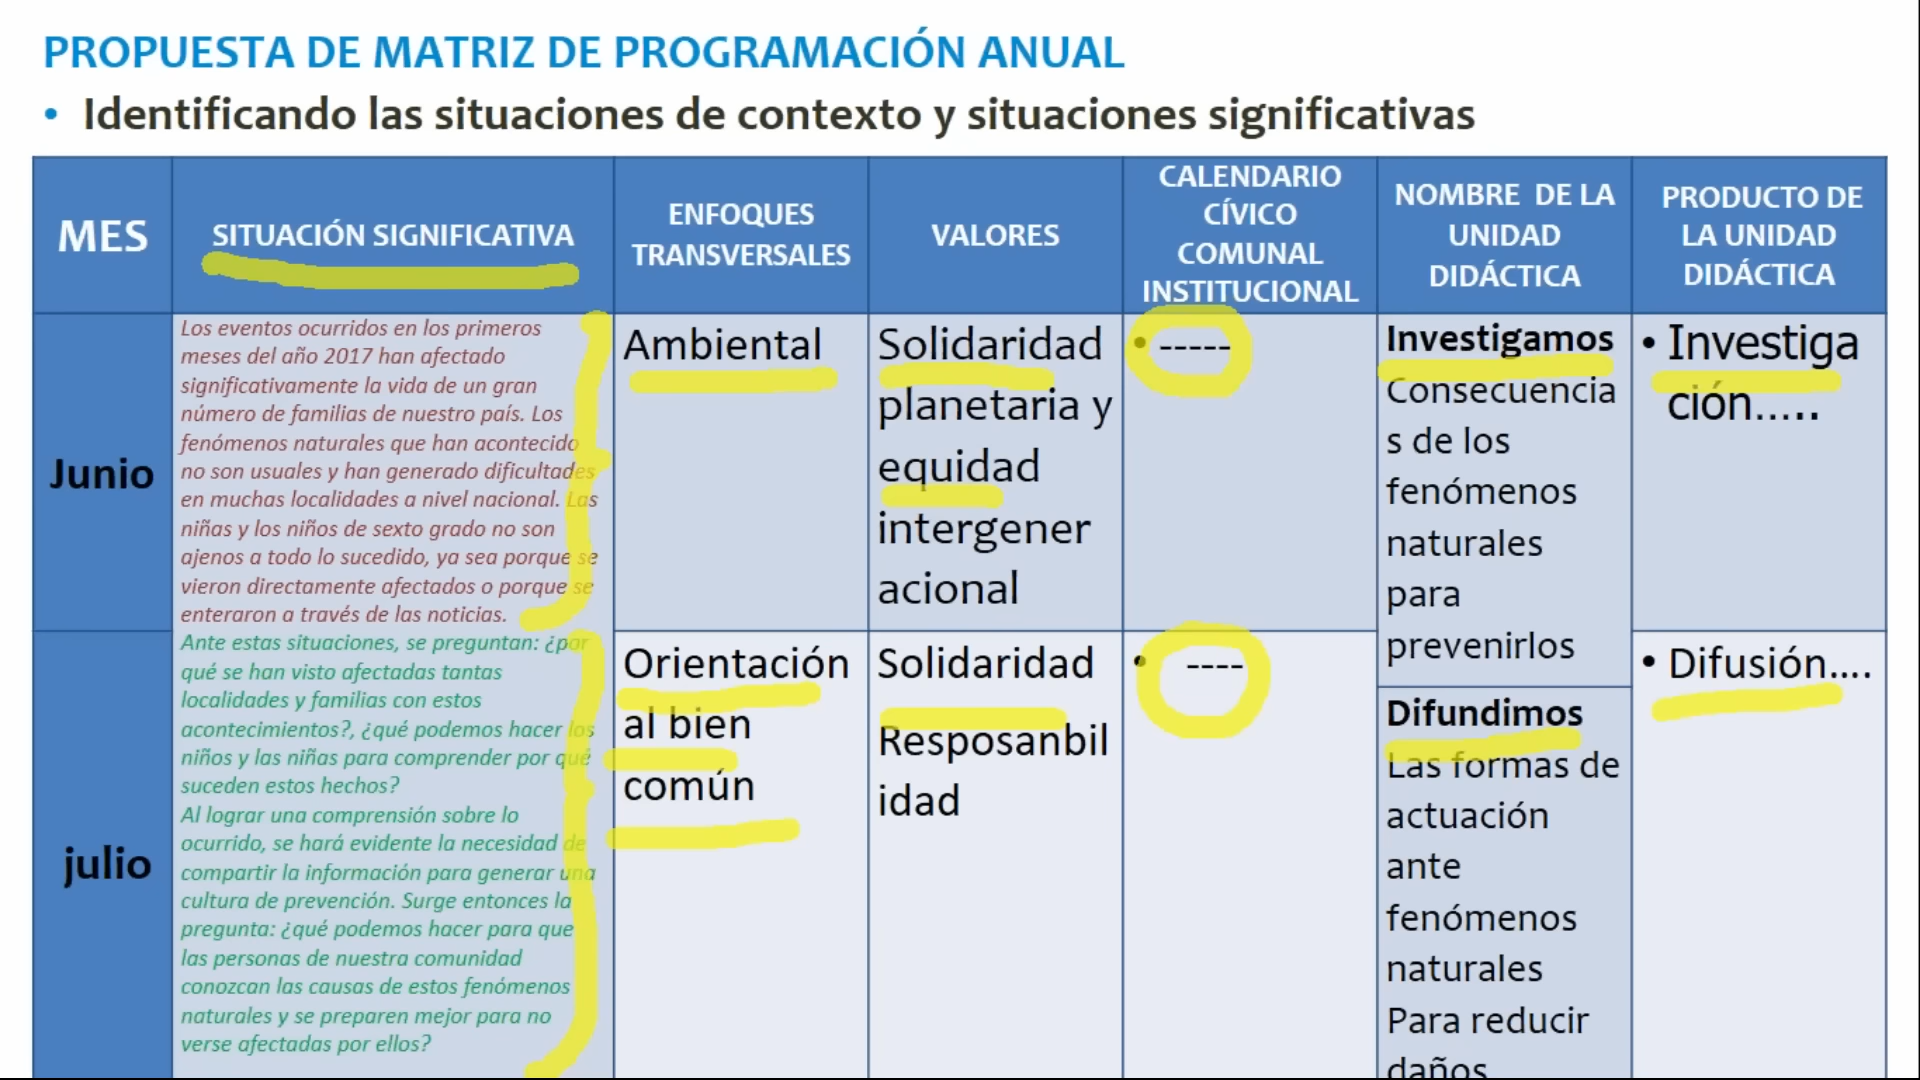 PROPUESTA DE MATRIZ DE PROGRAMACIÓN ANUAL
• Identificando las situaciones de contexto y situaciones significativas
MES
SITUACIÓN SIGNIFICATIVA
ENFOQUES
TRANSVERSALES
VALORES
CALENDARIO
CÍVICO
COMUNAL
INSTITUCIONAL
NOMBRE DE LA
UNIDAD
DIDÁCTICA
PRODUCTO DE
LA UNIDAD
DIDÁCTICA
Junio
Los eventos ocurridos en los primeros
meses del año 2017 han afectado
significativamente la vida de un gran
número de familias de nuestro país. Los
fenómenos naturales que han acontecido
no son usuales y han generado dificultades
en muchas localidades a nivel nacional. Las
niñas y los niños de sexto grado no son
ajenos a todo lo sucedido, ya sea porque se
vieron directamente afectados o porque se
enteraron a través de las noticias.
Ambiental
Solidaridad
planetaria y
equidad
intergener
acional
• -----
Investigamos
Consecuencia
s de los
fenómenos
naturales
para
prevenirlos
• Investiga
ción.....
julio
Ante estas situaciones, se preguntan: ¿por
qué se han visto afectadas tantas
localidades y familias con estos
acontecimientos?, ¿qué podemos hacer los
niños y las niñas para comprender por qué
suceden estos hechos?
Al lograr una comprensión sobre lo
ocurrido, se hará evidente la necesidad de
compartir la información para generar una
cultura de prevención. Surge entonces la
pregunta: ¿qué podemos hacer para que
las personas de nuestra comunidad
conozcan las causas de estos fenómenos
naturales y se preparen mejor para no
verse afectadas por ellos?
Orientación
al bien
común
Solidaridad
Resposanbil
idad
• ----
Difundimos
Las formas de
actuación
ante
fenómenos
naturales
Para reducir
daños
• Difusión....